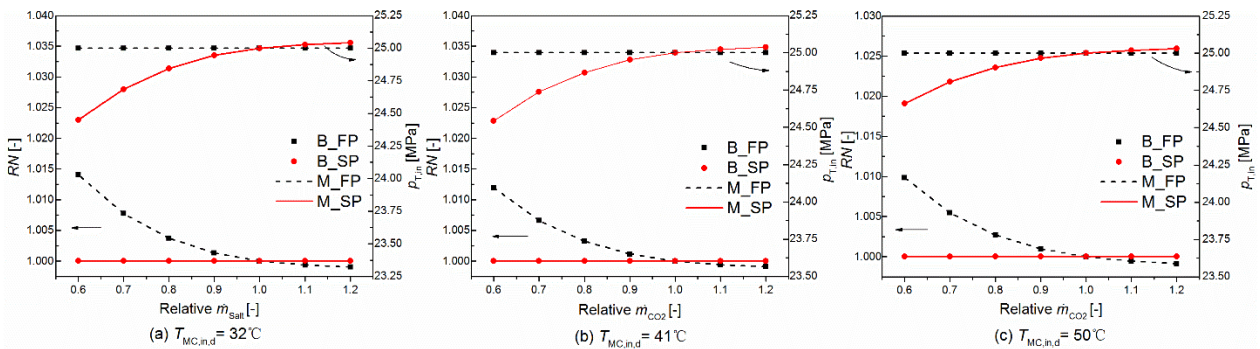 1.040
1.035
1.030
1.025
1.020
1.015
1.010
1.005
1.000
RN [-]
B_FP
B_SP
M_FP
M_SP
25.25
25.00
24.75
24.50
24.25
24.00
23.75
23.50
23.25
p_T,in [MPa]
0.6 0.7 0.8 0.9 1.0 1.1 1.2
Relative ṁ_Salt [-]
(a) T_MC,in,d = 32℃
1.040
1.035
1.030
1.025
1.020
1.015
1.010
1.005
1.000
RN [-]
B_FP
B_SP
M_FP
M_SP
25.25
25.00
24.75
24.50
24.25
24.00
23.75
23.50
p_T,in [MPa]
0.6 0.7 0.8 0.9 1.0 1.1 1.2
Relative ṁ_CO2 [-]
(b) T_MC,in,d = 41℃
1.030
1.025
1.020
1.015
1.010
1.005
1.000
RN [-]
B_FP
B_SP
M_FP
M_SP
25.25
25.00
24.75
24.50
24.25
24.00
23.75
23.50
p_T,in [MPa]
0.6 0.7 0.8 0.9 1.0 1.1 1.2
Relative ṁ_CO2 [-]
(c) T_MC,in,d = 50℃